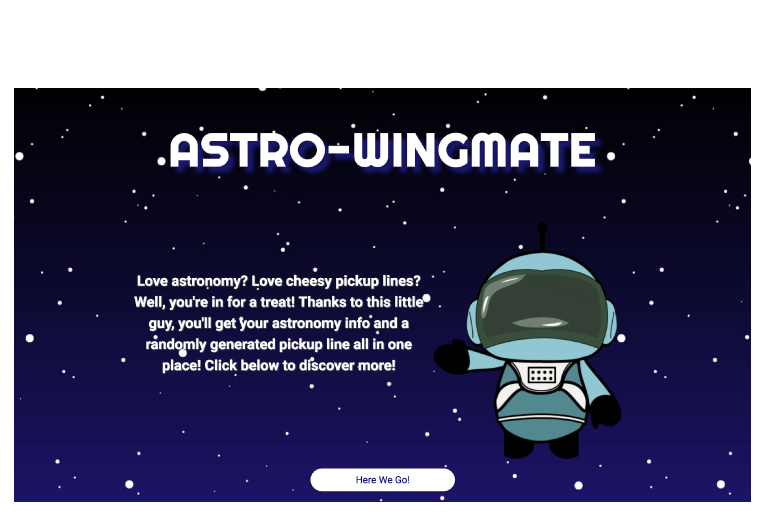 ASTRO-WINGMATE
Love astronomy? Love cheesy pickup lines?
Well, you're in for a treat! Thanks to this little
guy, you'll get your astronomy info and a
randomly generated pickup line all in one
place! Click below to discover more!
Here We Go!